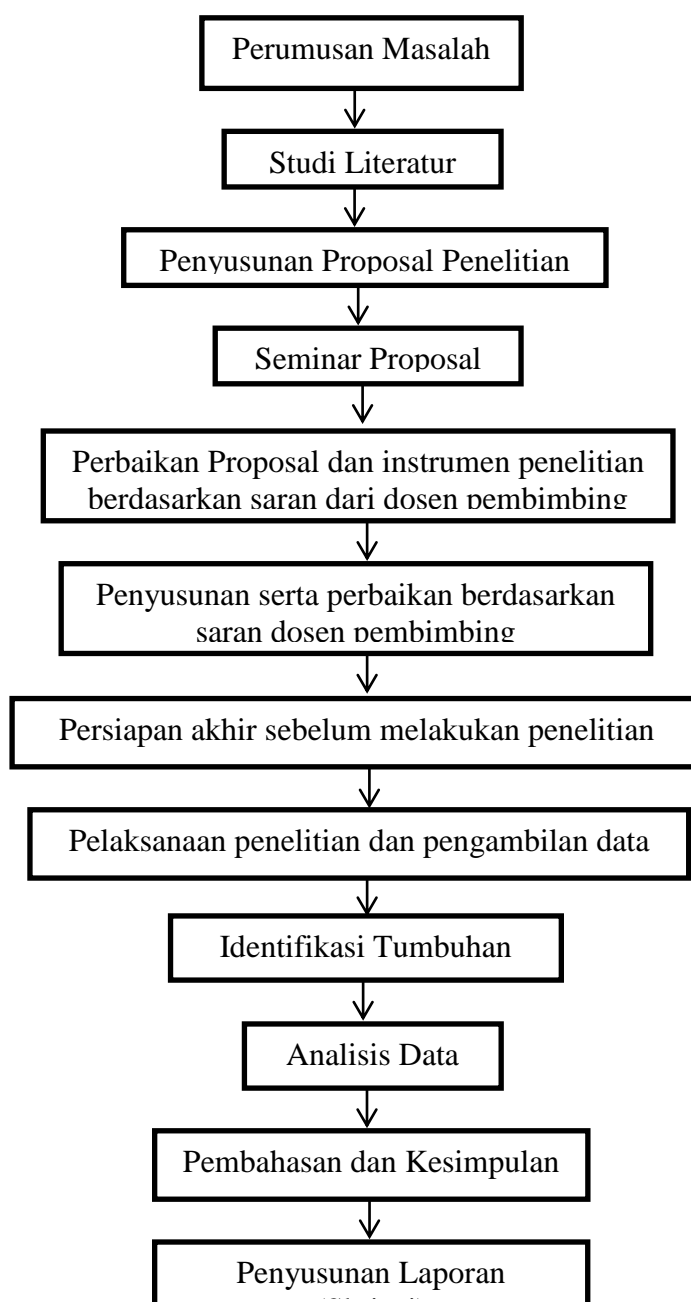 Perumusan Masalah
Studi Literatur
Penyusunan Proposal Penelitian
Seminar Proposal
Perbaikan Proposal dan instrumen penelitian
berdasarkan saran dari dosen pembimbing
Penyusunan serta perbaikan berdasarkan
saran dosen pembimbing
Persiapan akhir sebelum melakukan penelitian
Pelaksanaan penelitian dan pengambilan data
Identifikasi Tumbuhan
Analisis Data
Pembahasan dan Kesimpulan
Penyusunan Laporan